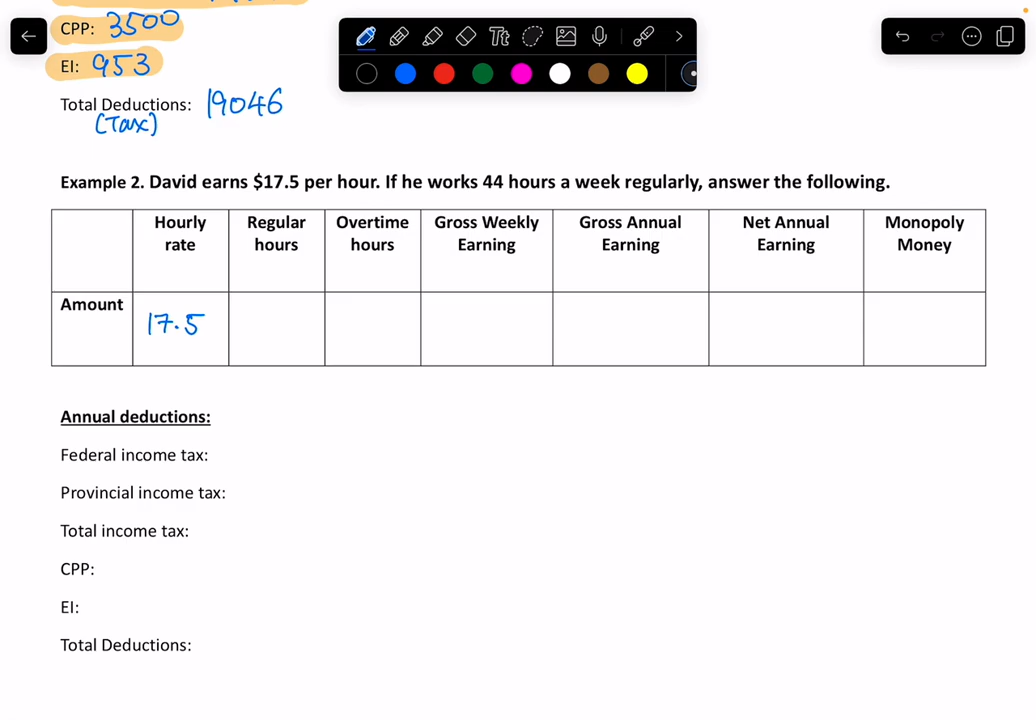 CPP: 3500
EI: 953
Total Deductions: 19046
(Tax)
Tt
Example 2. David earns $17.5 per hour. If he works 44 hours a week regularly, answer the following.
Hourly rate Regular hours Overtime hours Gross Weekly Earning Gross Annual Earning Net Annual Earning Monopoly Money
Amount 17.5
Annual deductions:
Federal income tax:
Provincial income tax:
Total income tax:
CPP:
EI:
Total Deductions: